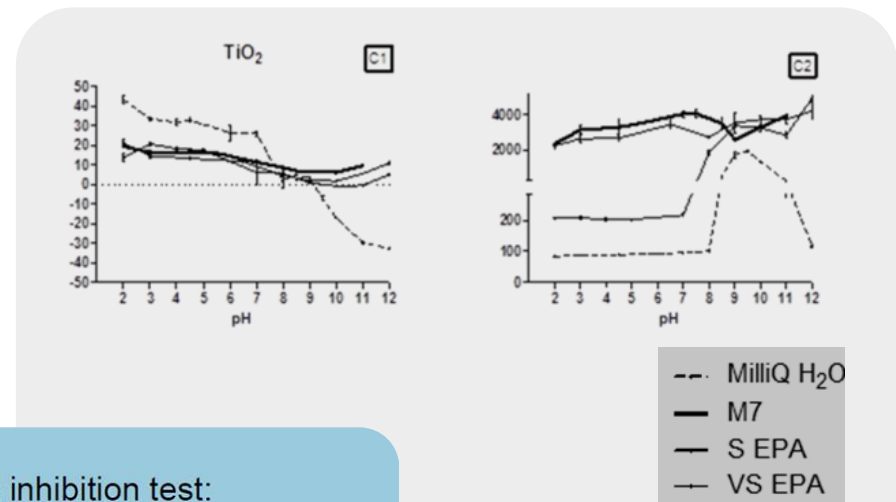 TiO2
C1
50
40
30
20
10
0
-10
-20
-30
-40
-50
2 3 4 5 6 7 8 9 10 11 12
pH
C2
4000
2000
200
100
0
2 3 4 5 6 7 8 9 10 11 12
pH
MilliQ H2O
M7
S EPA
VS EPA
inhibition test: